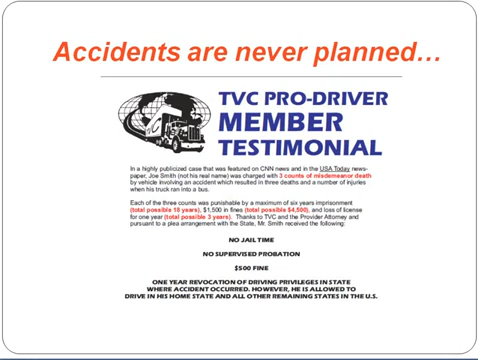 Accidents are never planned…
TVC PRO-DRIVER
MEMBER
TESTIMONIAL
In a highly publicized case that was featured on CNN news and in the USA Today news-
paper, Joe Smith (not his real name) was charged with 3 counts of misdemeanor death
by vehicle involving an accident which resulted in three deaths and a number of injuries
when his truck ran into a bus.
Each of the three counts was punishable by a maximum of six years imprisonment
(total possible 18 years), $1,500 in fines (total possible $4,500), and loss of license
for one year (total possible 3 years). Thanks to TVC and the Provider Attorney and
pursuant to a plea arrangement with the State, Mr. Smith received the following:
NO JAIL TIME
NO SUPERVISED PROBATION
$500 FINE
ONE YEAR REVOCATION OF DRIVING PRIVILEGES IN STATE
WHERE ACCIDENT OCCURRED. HOWEVER, HE IS ALLOWED TO
DRIVE IN HIS HOME STATE AND ALL OTHER REMAINING STATES IN THE U.S.